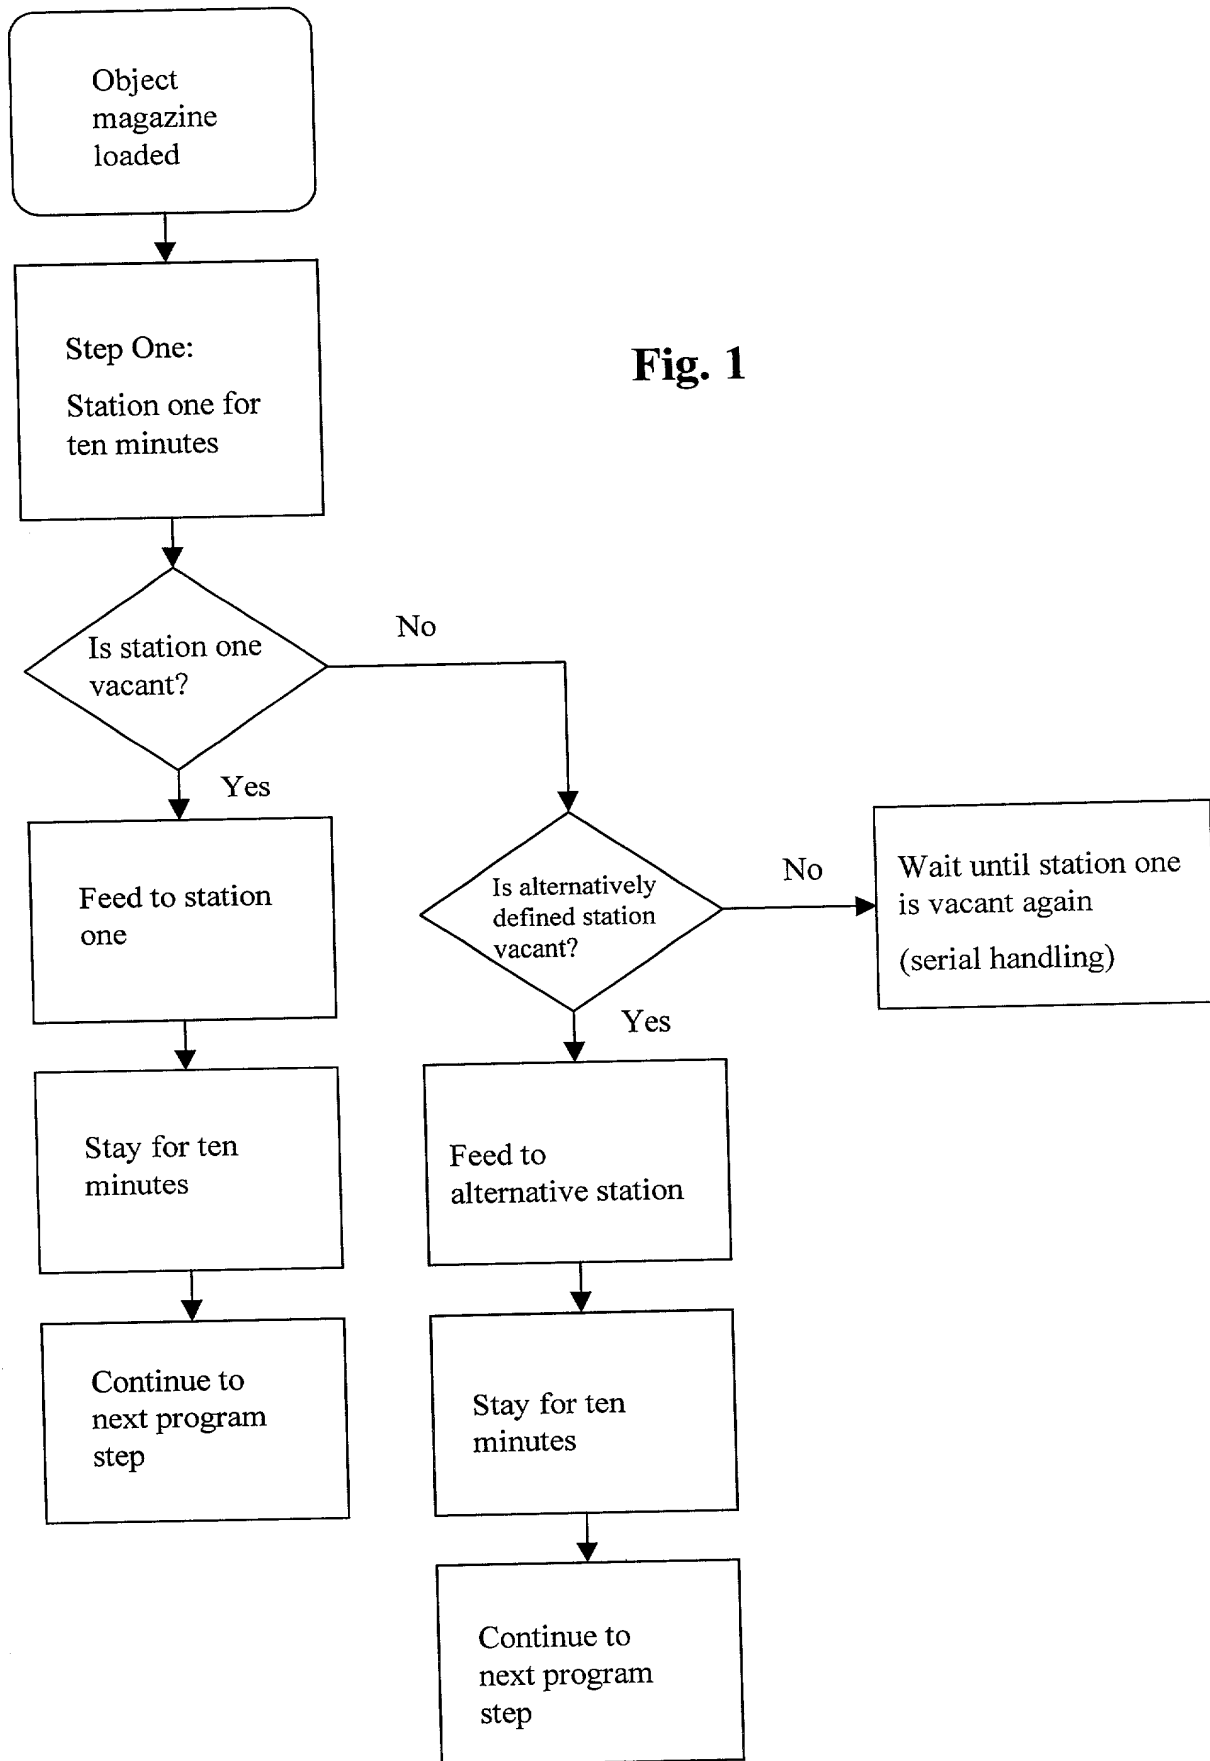 Object
magazine
loaded
Step One:
Station one for
ten minutes
Fig. 1
Is station one
vacant?
No
Yes
Feed to station
one
Is alternatively
defined station
vacant?
No
Wait until station one
is vacant again
(serial handling)
Yes
Stay for ten
minutes
Feed to
alternative station
Continue to
next program
step
Stay for ten
minutes
Continue to
next program
step